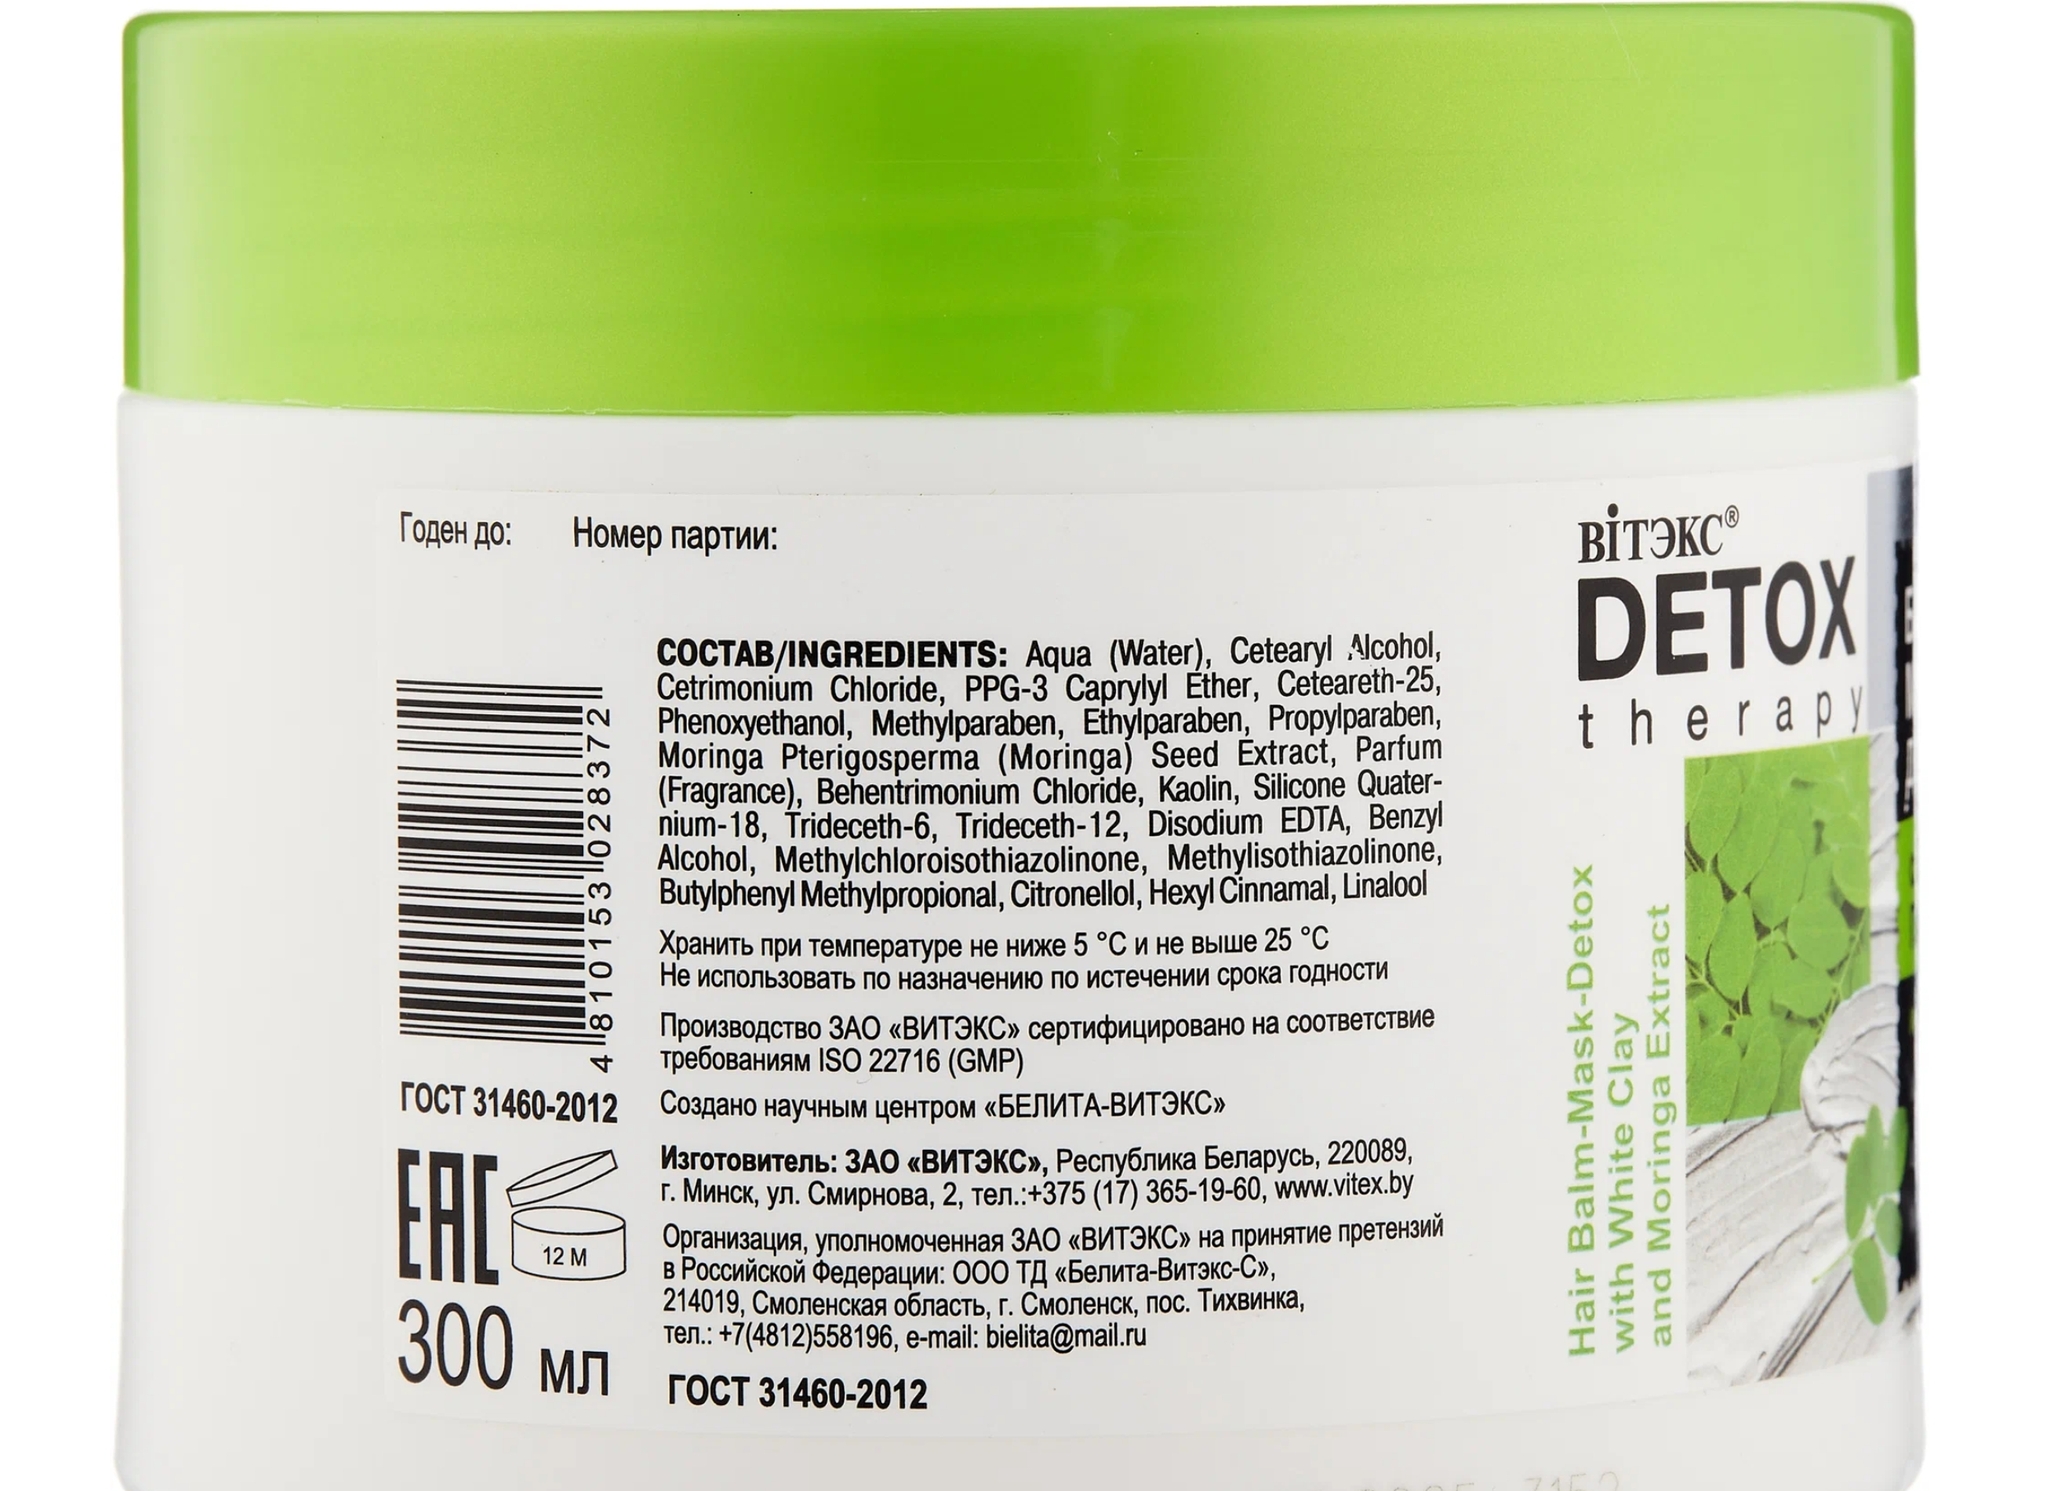 Годен до: Номер партии:
СОСТАВ/INGREDIENTS: Aqua (Water), Cetearyl Alcohol,
Cetrimonium Chloride, PPG-3 Caprylyl Ether, Ceteareth-25,
Phenoxyethanol, Methylparaben, Ethylparaben, Propylparaben,
Moringa Pterigosperma (Moringa) Seed Extract, Parfum
(Fragrance), Behentrimonium Chloride, Kaolin, Silicone Quater-
nium-18, Trideceth-6, Trideceth-12, Disodium EDTA, Benzyl
Alcohol, Methylchloroisothiazolinone, Methylisothiazolinone,
Butylphenyl Methylpropional, Citronellol, Hexyl Cinnamal, Linalool
Хранить при температуре не ниже 5 °C и не выше 25 °C
Не использовать по назначению по истечении срока годности
Производство ЗАО «ВИТЭКС» сертифицировано на соответствие
требованиям ISO 22716 (GMP)
Создано научным центром «БЕЛИТА-ВИТЭКС»
Изготовитель: ЗАО «ВИТЭКС», Республика Беларусь, 220089,
г. Минск, ул. Смирнова, 2, тел.:+375 (17) 365-19-60, www.vitex.by
Организация, уполномоченная ЗАО «ВИТЭКС» на принятие претензий
в Российской Федерации: ООО ТД «Белита-Витэкс-С»,
214019, Смоленская область, г. Смоленск, пос. Тихвинка,
тел.: +7(4812)558196, e-mail: bielita@mail.ru
ГОСТ 31460-2012
4 810153 028372
ГОСТ 31460-2012
EAC
12 M
300 мл
ВіТЭКС®
DETOX
therapy
Hair Balm-Mask-Detox
with White Clay
and Moringa Extract